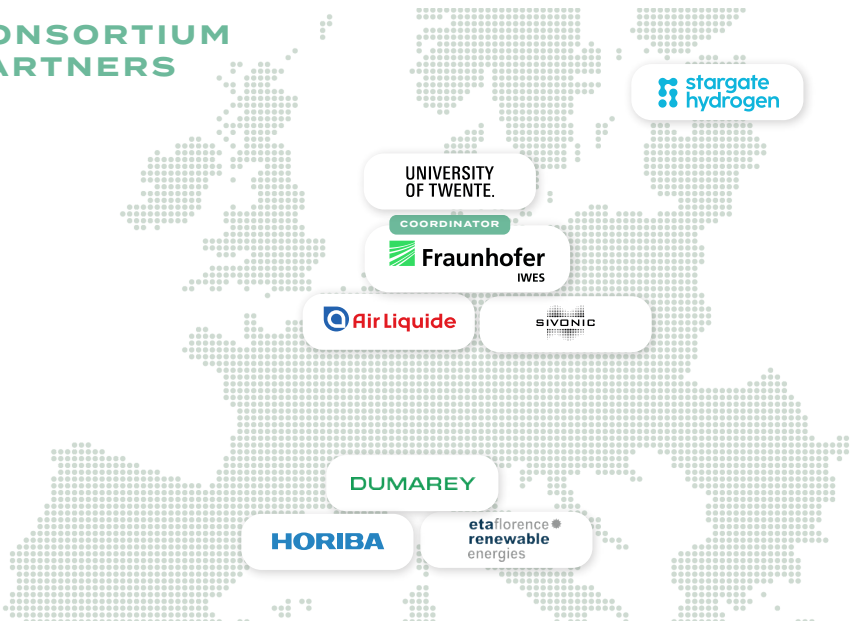 ONSORTIUM
ARTNERS
stargate
hydrogen
UNIVERSITY
OF TWENTE.
COORDINATOR
Fraunhofer
IWES
Air Liquide
SIVONIC
DUMAREY
HORIBA
etaflorence
renewable
energies